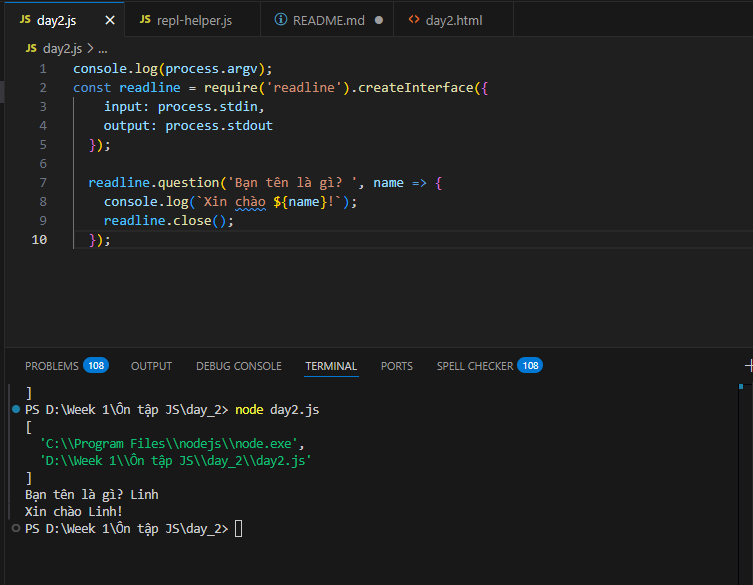 JS day2.js × JS repl-helper.js README.md ● <> day2.html
JS day2.js > ...
1 console.log(process.argv);
2 const readline = require('readline').createInterface({
3 input: process.stdin,
4 output: process.stdout
5 });
6
7 readline.question('Bạn tên là gì? ', name => {
8 console.log(`Xin chào ${name}!`);
9 readline.close();
10 });
PROBLEMS 108 OUTPUT DEBUG CONSOLE TERMINAL PORTS SPELL CHECKER 108 +
]
PS D:\Week 1\Ôn tập JS\day_2> node day2.js
[
'C:\\Program Files\\nodejs\\node.exe',
'D:\\Week 1\\Ôn tập JS\\day_2\\day2.js'
]
Bạn tên là gì? Linh
Xin chào Linh!
PS D:\Week 1\Ôn tập JS\day_2>